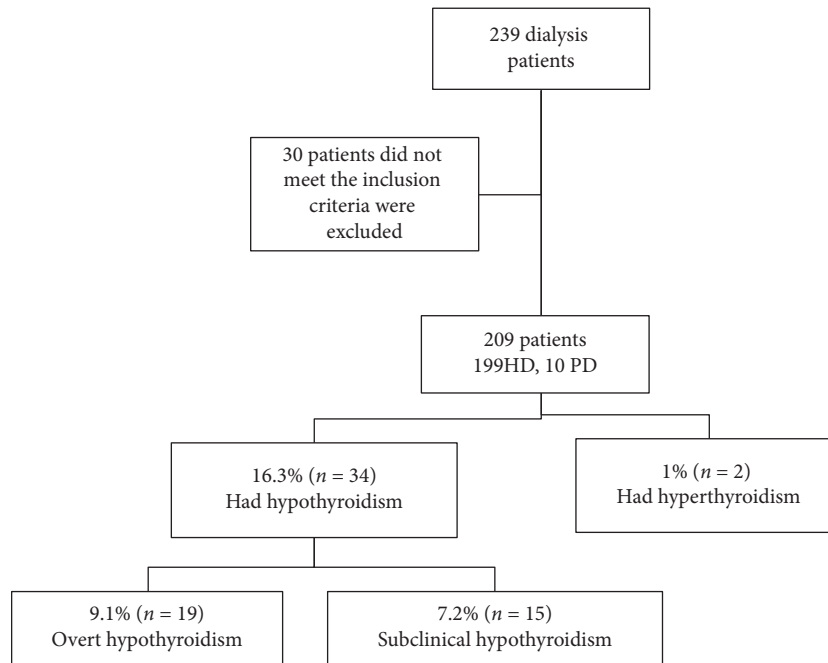 239 dialysis
patients
30 patients did not
meet the inclusion
criteria were
excluded
209 patients
199HD, 10 PD
16.3% (n = 34)
Had hypothyroidism
1% (n = 2)
Had hyperthyroidism
9.1% (n = 19)
Overt hypothyroidism
7.2% (n = 15)
Subclinical hypothyroidism